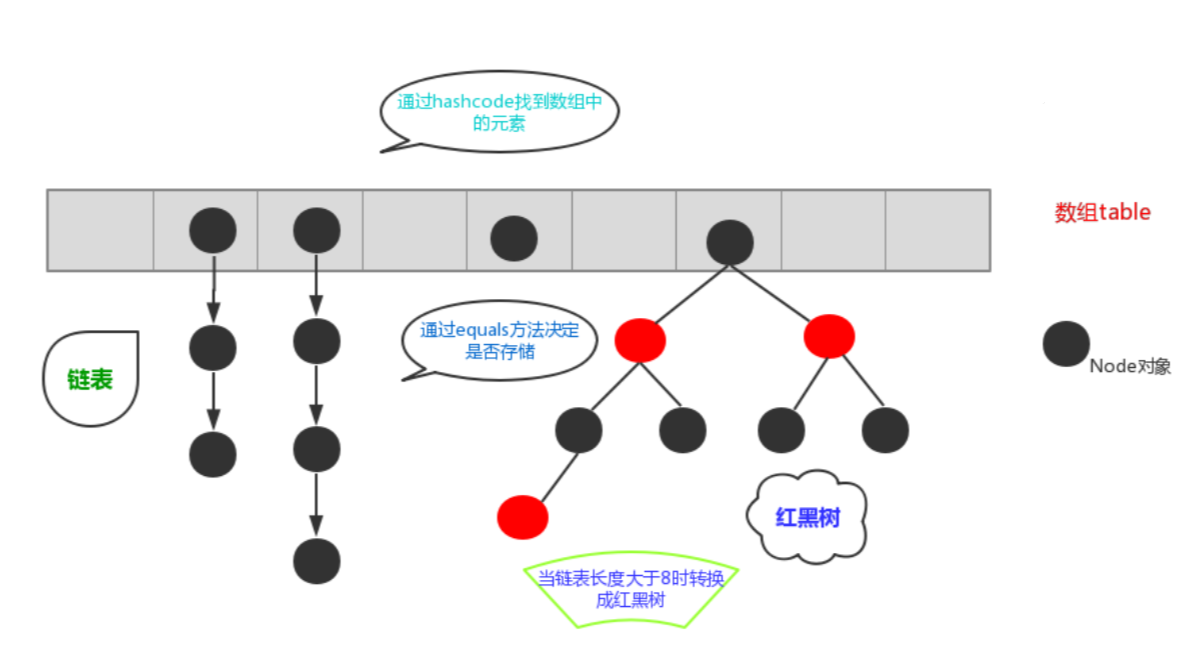 通过hashcode找到数组中
的元素
数组table
通过equals方法决定
是否存储
链表
Node对象
红黑树
当链表长度大于8时转换
成红黑树